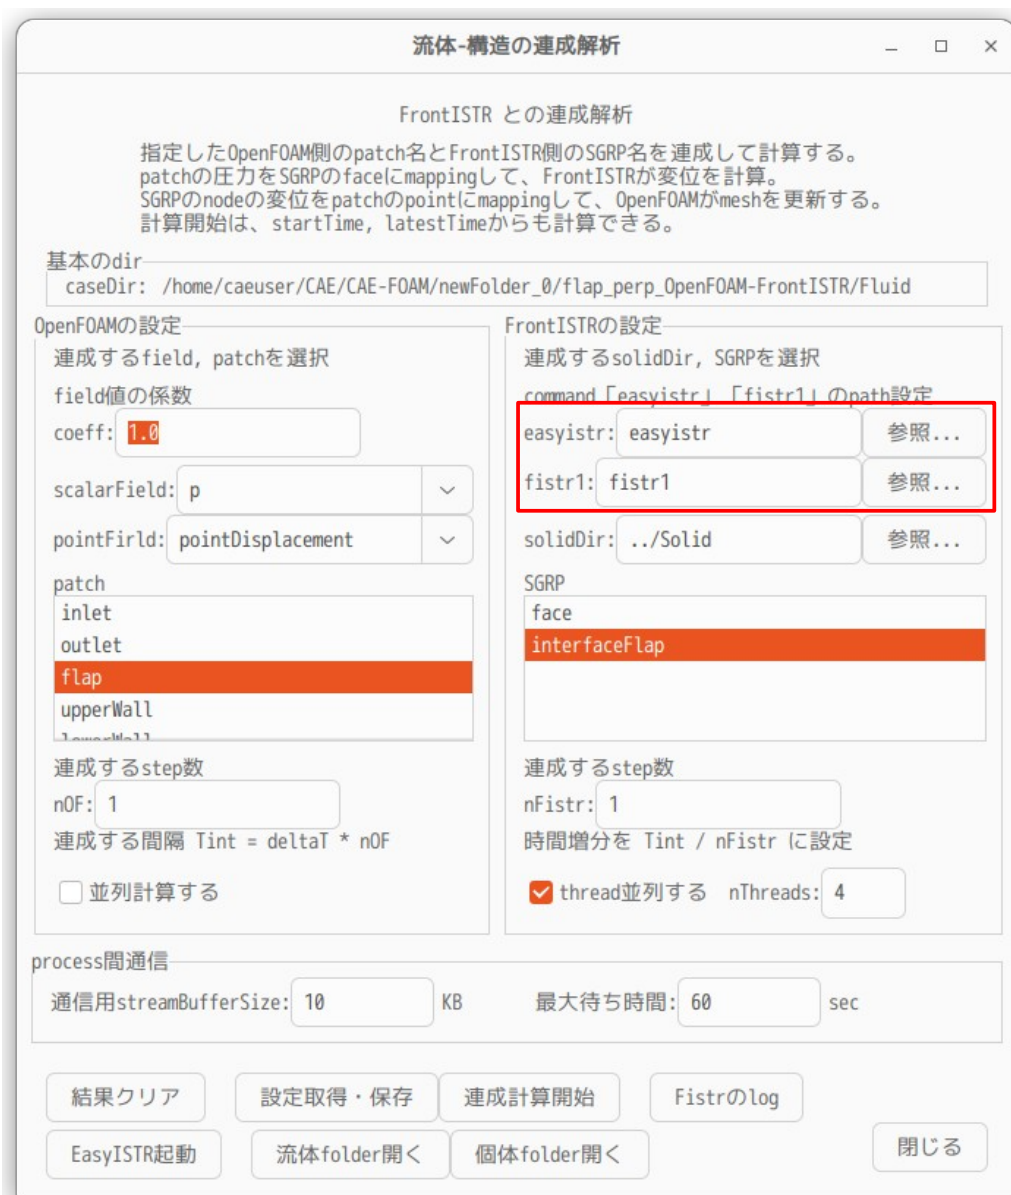 流体-構造の連成解析
FrontISTR との連成解析
指定したOpenFOAM側のpatch名とFrontISTR側のSGRP名を連成して計算する。
patchの圧力をSGRPのfaceにmappingして、FrontISTRが変位を計算。
SGRPのnodeの変位をpatchのpointにmappingして、OpenFOAMがmeshを更新する。
計算開始は、startTime, latestTimeからも計算できる。
基本のdir
caseDir: /home/caeuser/CAE/CAE-FOAM/newFolder_0/flap_perp_OpenFOAM-FrontISTR/Fluid
OpenFOAMの設定
連成するfield, patchを選択
field値の係数
coeff: 1.0
scalarField: p
pointFirld: pointDisplacement
patch
inlet
outlet
flap
upperWall
lowerWall
連成するstep数
nOF: 1
連成する間隔 Tint = deltaT * nOF
並列計算する
FrontISTRの設定
連成するsolidDir, SGRPを選択
command「easyistr」「fistr1」のpath設定
easyistr: easyistr 参照...
fistr1: fistr1 参照...
solidDir: ../Solid 参照...
SGRP
face
interfaceFlap
連成するstep数
nFistr: 1
時間増分を Tint / nFistr に設定
thread並列する nThreads: 4
process間通信
通信用streamBufferSize: 10 KB 最大待ち時間: 60 sec
結果クリア 設定取得・保存 連成計算開始 Fistrのlog
EasyISTR起動 流体folder開く 個体folder開く 閉じる